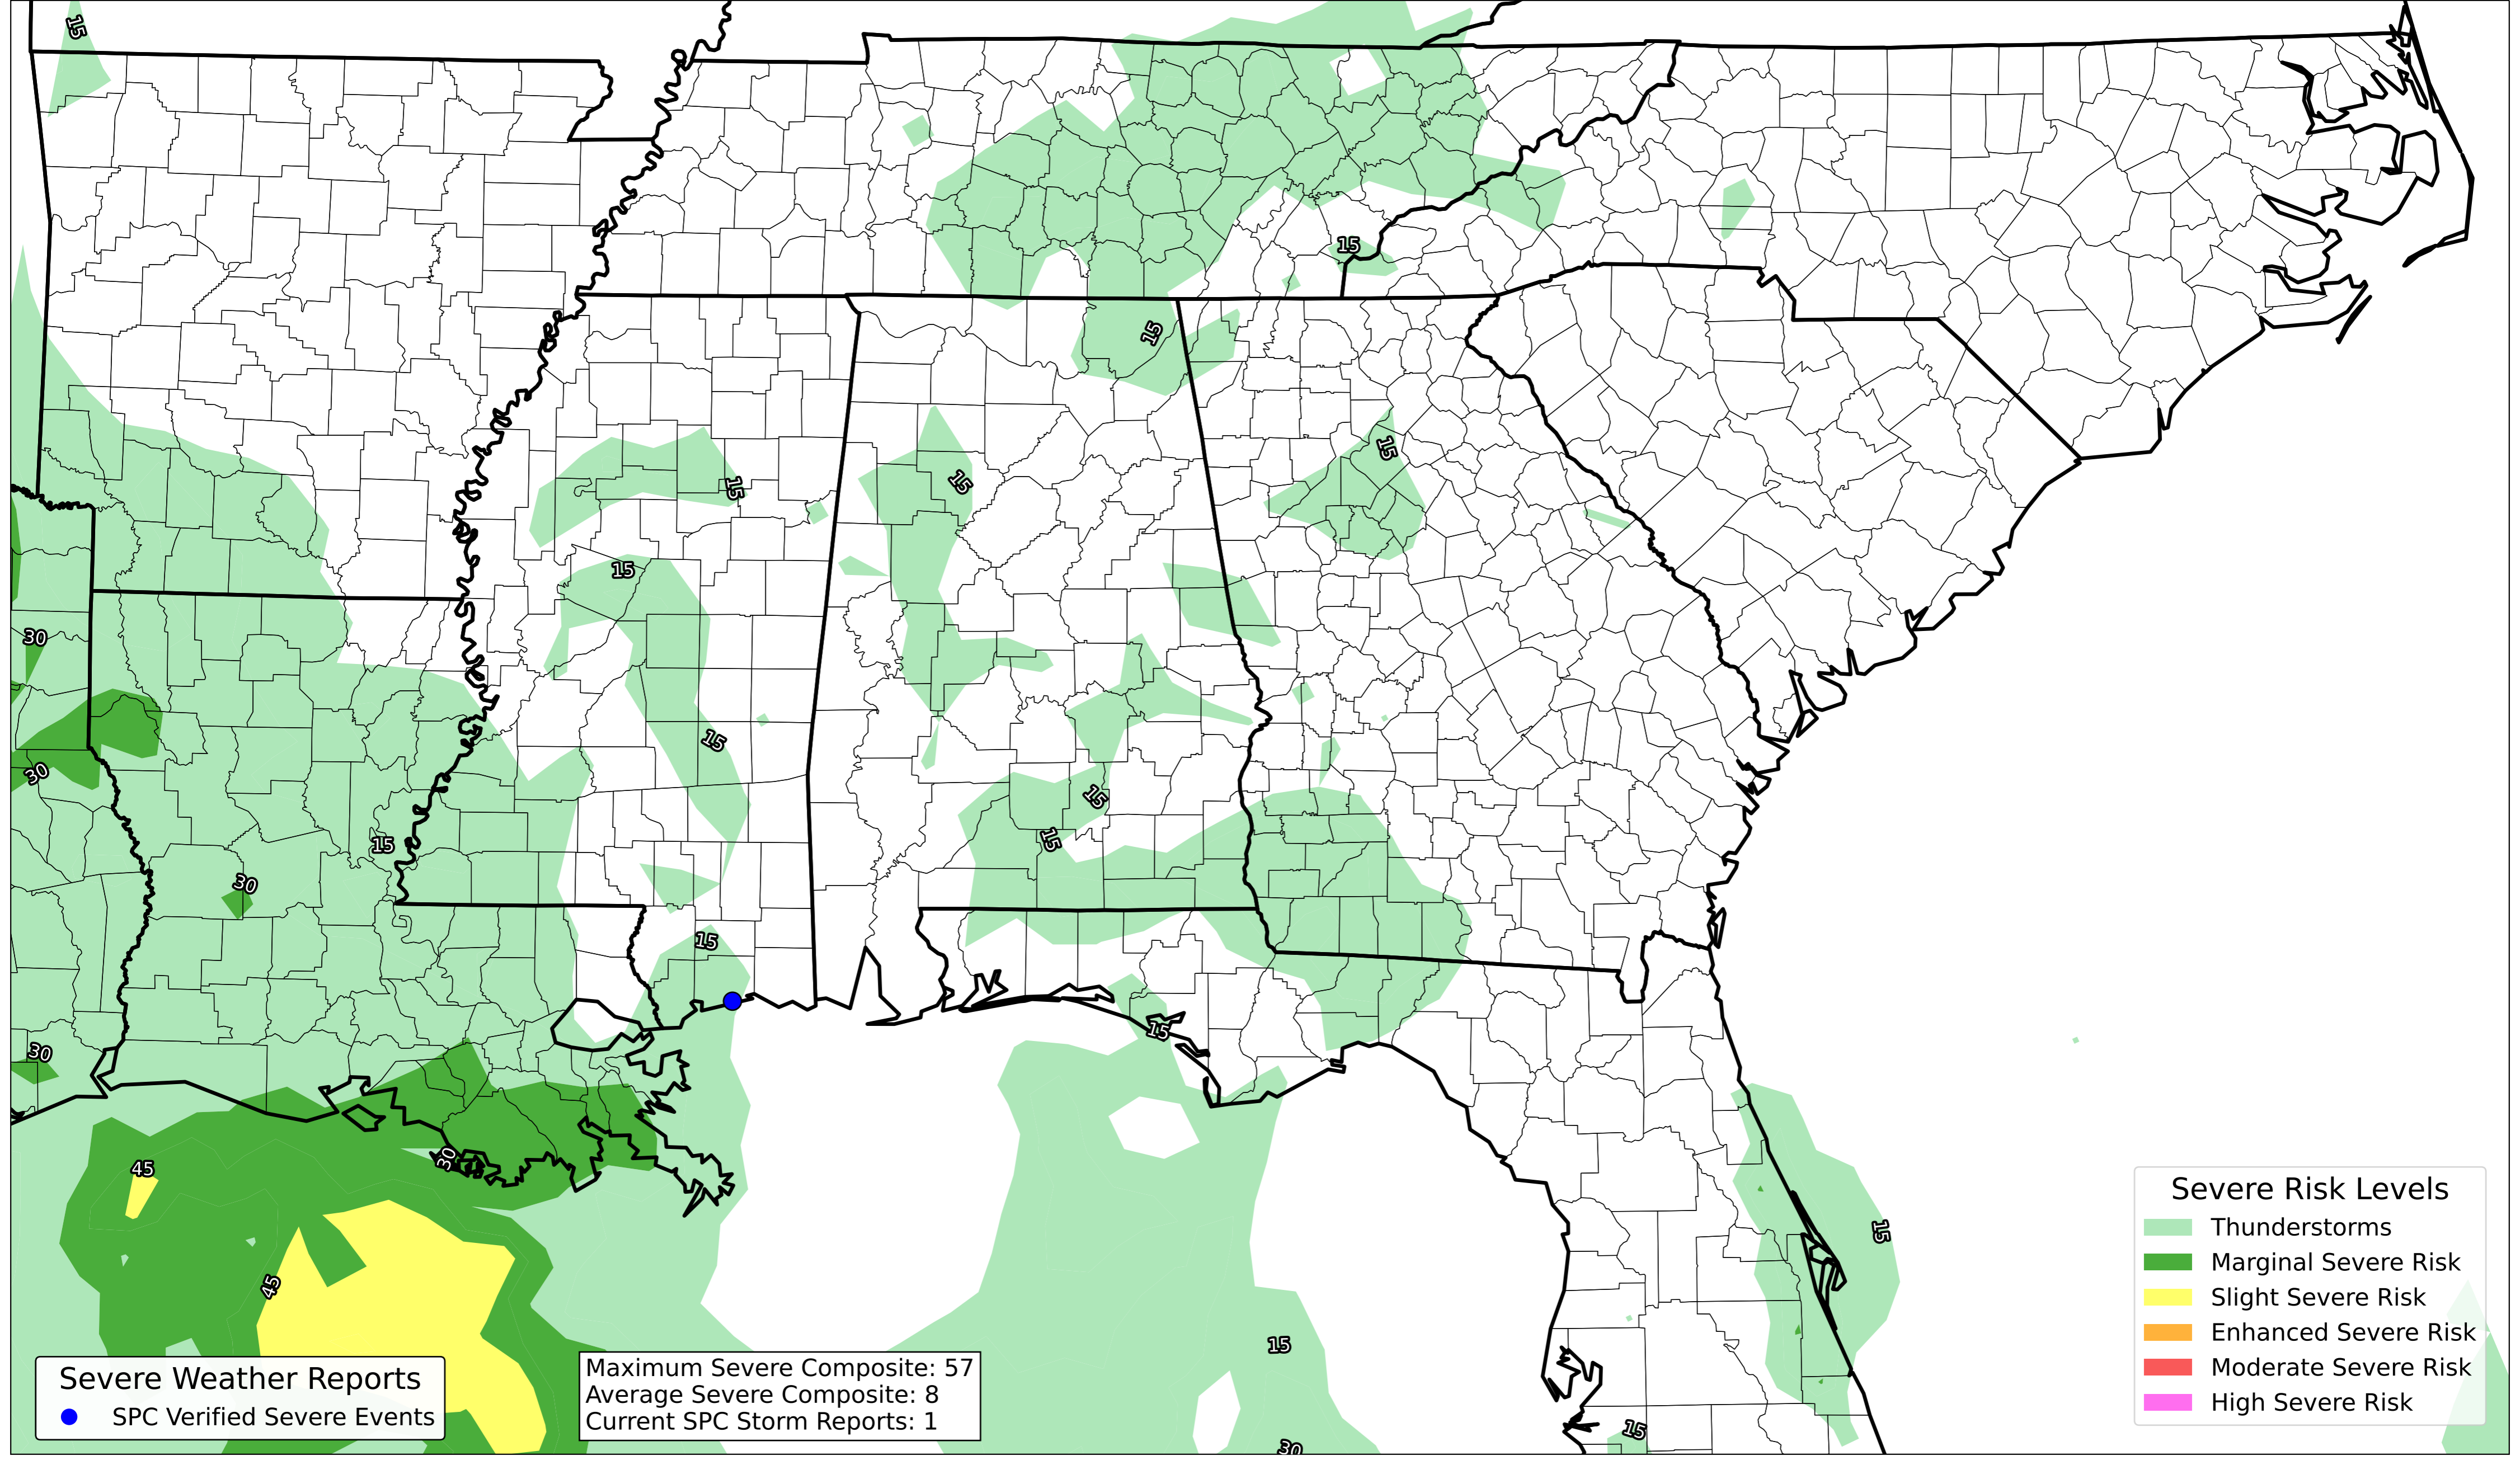 15
15
15
15
15
15
15
15
30
15
30
15
15
15
30
15
30
15
45
15
45
15
30
15
Severe Risk Levels
Thunderstorms
Marginal Severe Risk
Slight Severe Risk
Enhanced Severe Risk
Moderate Severe Risk
High Severe Risk
Severe Weather Reports
SPC Verified Severe Events
Maximum Severe Composite: 57
Average Severe Composite: 8
Current SPC Storm Reports: 1